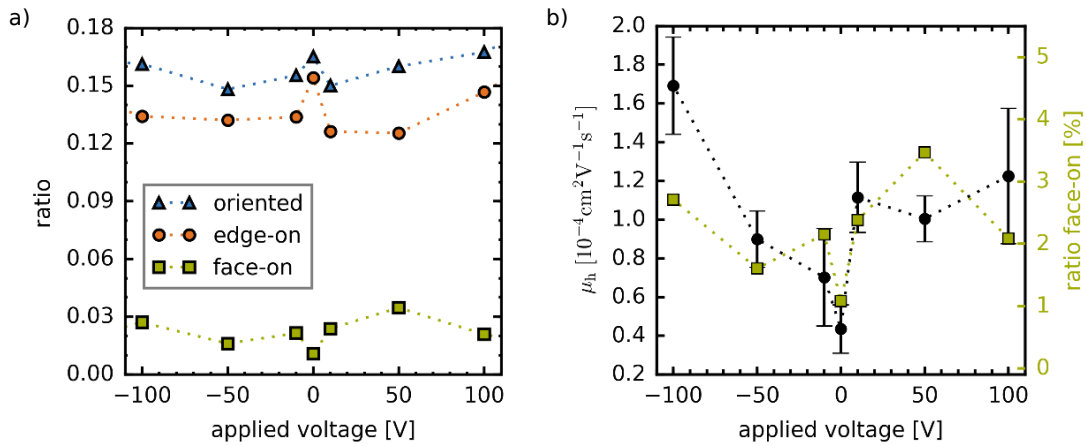 a)
0.18
0.15
0.12
0.09
0.06
0.03
0.00
ratio
oriented
edge-on
face-on
−100 −50 0 50 100
applied voltage [V]
b)
2.0
1.8
1.6
1.4
1.2
1.0
0.8
0.6
0.4
0.2
μh [10⁻⁴cm²V⁻¹s⁻¹]
5
4
3
2
1
0
ratio face-on [%]
−100 −50 0 50 100
applied voltage [V]